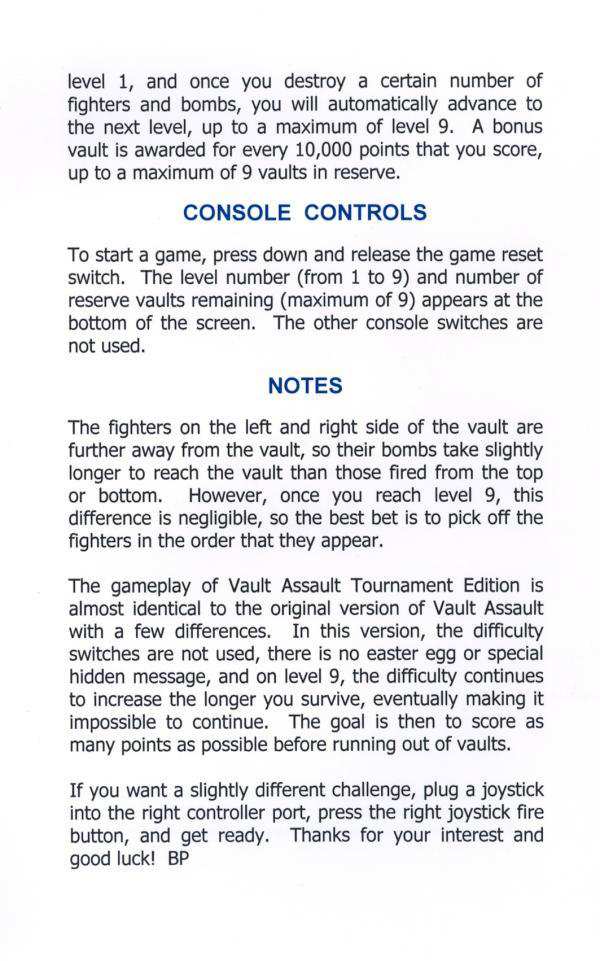 level 1, and once you destroy a certain number of
fighters and bombs, you will automatically advance to
the next level, up to a maximum of level 9. A bonus
vault is awarded for every 10,000 points that you score,
up to a maximum of 9 vaults in reserve.
CONSOLE CONTROLS
To start a game, press down and release the game reset
switch. The level number (from 1 to 9) and number of
reserve vaults remaining (maximum of 9) appears at the
bottom of the screen. The other console switches are
not used.
NOTES
The fighters on the left and right side of the vault are
further away from the vault, so their bombs take slightly
longer to reach the vault than those fired from the top
or bottom. However, once you reach level 9, this
difference is negligible, so the best bet is to pick off the
fighters in the order that they appear.
The gameplay of Vault Assault Tournament Edition is
almost identical to the original version of Vault Assault
with a few differences. In this version, the difficulty
switches are not used, there is no easter egg or special
hidden message, and on level 9, the difficulty continues
to increase the longer you survive, eventually making it
impossible to continue. The goal is then to score as
many points as possible before running out of vaults.
If you want a slightly different challenge, plug a joystick
into the right controller port, press the right joystick fire
button, and get ready. Thanks for your interest and
good luck! BP